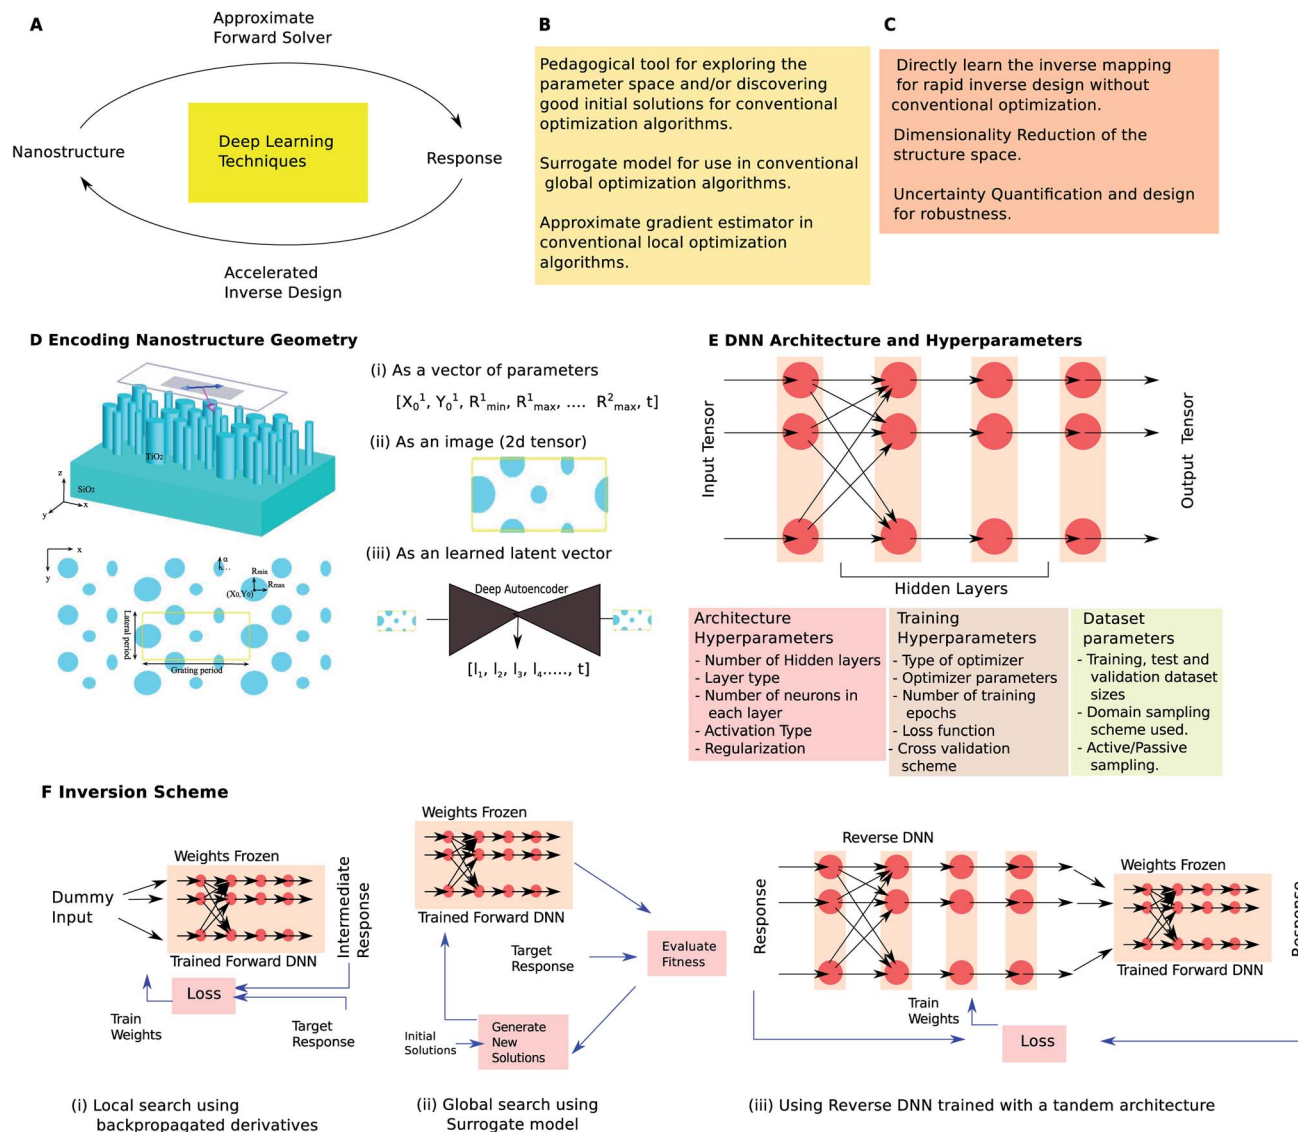 A
Approximate
Forward Solver
Nanostructure
Deep Learning
Techniques
Response
Accelerated
Inverse Design
B
Pedagogical tool for exploring the
parameter space and/or discovering
good initial solutions for conventional
optimization algorithms.
Surrogate model for use in conventional
global optimization algorithms.
Approximate gradient estimator in
conventional local optimization
algorithms.
C
Directly learn the inverse mapping
for rapid inverse design without
conventional optimization.
Dimensionality Reduction of the
structure space.
Uncertainty Quantification and design
for robustness.
D Encoding Nanostructure Geometry
TiO₂
SiO₂
z
x
y
x
y
α
Rmin
Rmax
(X₀,Y₀)
Lateral period
Grating period
(i) As a vector of parameters
[X₀¹, Y₀¹, R¹min, R¹max, .... R²max, t]
(ii) As an image (2d tensor)
(iii) As an learned latent vector
Deep Autoencoder
[l₁, l₂, l₃, l₄....., t]
E DNN Architecture and Hyperparameters
Input Tensor
Output Tensor
Hidden Layers
Architecture
Hyperparameters
- Number of Hidden layers
- Layer type
- Number of neurons in
each layer
- Activation Type
- Regularization
Training
Hyperparameters
- Type of optimizer
- Optimizer parameters
- Number of training
epochs
- Loss function
- Cross validation
scheme
Dataset
parameters
- Training, test and
validation dataset
sizes
- Domain sampling
scheme used.
- Active/Passive
sampling.
F Inversion Scheme
Weights Frozen
Dummy
Input
Trained Forward DNN
Intermediate
Response
Loss
Train
Weights
Target
Response
(i) Local search using
backpropagated derivatives
Weights Frozen
Trained Forward DNN
Target
Response
Evaluate
Fitness
Initial
Solutions
Generate
New
Solutions
(ii) Global search using
Surrogate model
Reverse DNN
Response
Weights Frozen
Trained Forward DNN
Response
Train
Weights
Loss
(iii) Using Reverse DNN trained with a tandem architecture